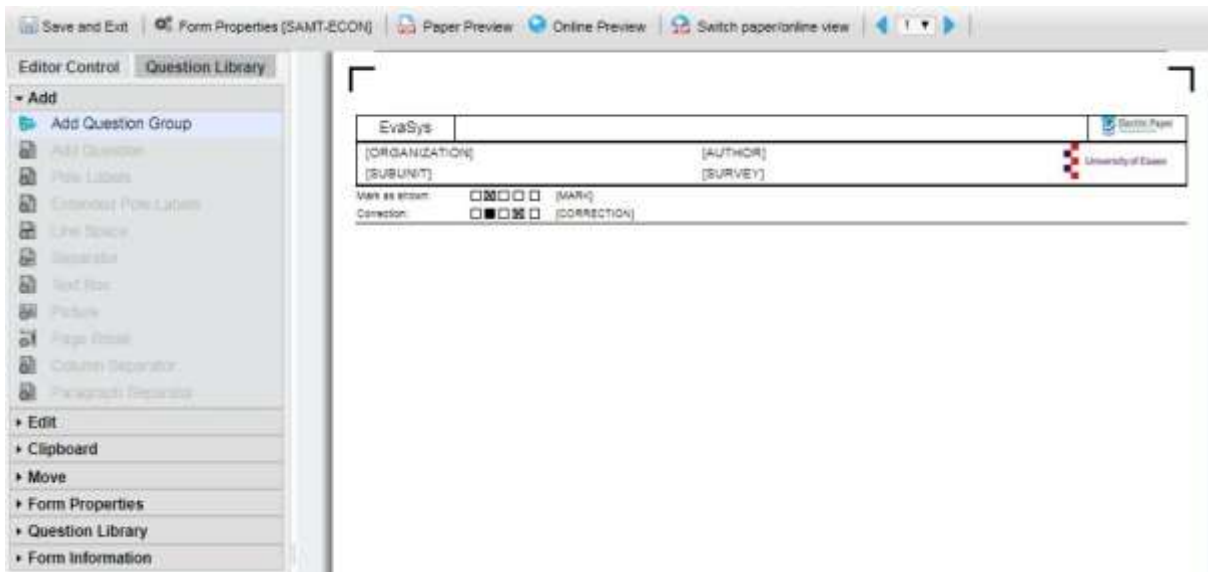 Save and Exit Form Properties [SAMT-ECON] Paper Preview Online Preview Switch paper/online view 1
Editor Control Question Library
Add
Add Question Group
Add Question
Pole Labels
Extended Pole Labels
Line Space
Separator
Text Box
Picture
Page Break
Column Separator
Paragraph Separator
Edit
Clipboard
Move
Form Properties
Question Library
Form Information
EvaSys
Electric Paper
[ORGANIZATION] [AUTHOR]
[SUBUNIT] [SURVEY]
University of Essex
Mark as shown: [MARK]
Correction: [CORRECTION]